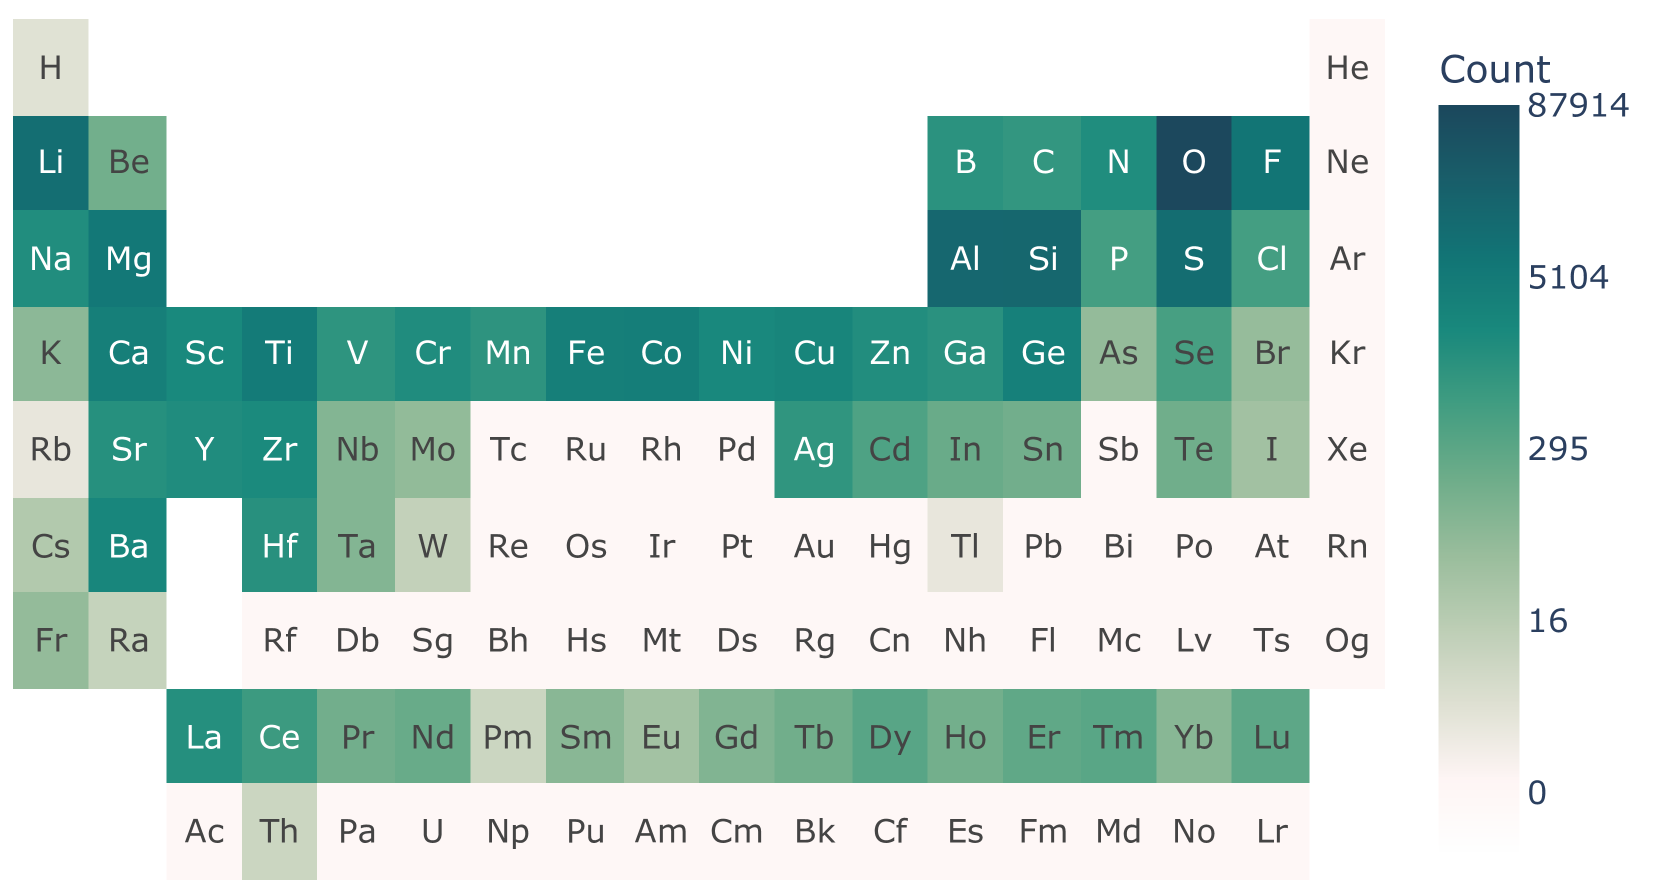 H He
Li Be B C N O F Ne
Na Mg Al Si P S Cl Ar
K Ca Sc Ti V Cr Mn Fe Co Ni Cu Zn Ga Ge As Se Br Kr
Rb Sr Y Zr Nb Mo Tc Ru Rh Pd Ag Cd In Sn Sb Te I Xe
Cs Ba Hf Ta W Re Os Ir Pt Au Hg Tl Pb Bi Po At Rn
Fr Ra Rf Db Sg Bh Hs Mt Ds Rg Cn Nh Fl Mc Lv Ts Og
La Ce Pr Nd Pm Sm Eu Gd Tb Dy Ho Er Tm Yb Lu
Ac Th Pa U Np Pu Am Cm Bk Cf Es Fm Md No Lr
Count
87914
5104
295
16
0